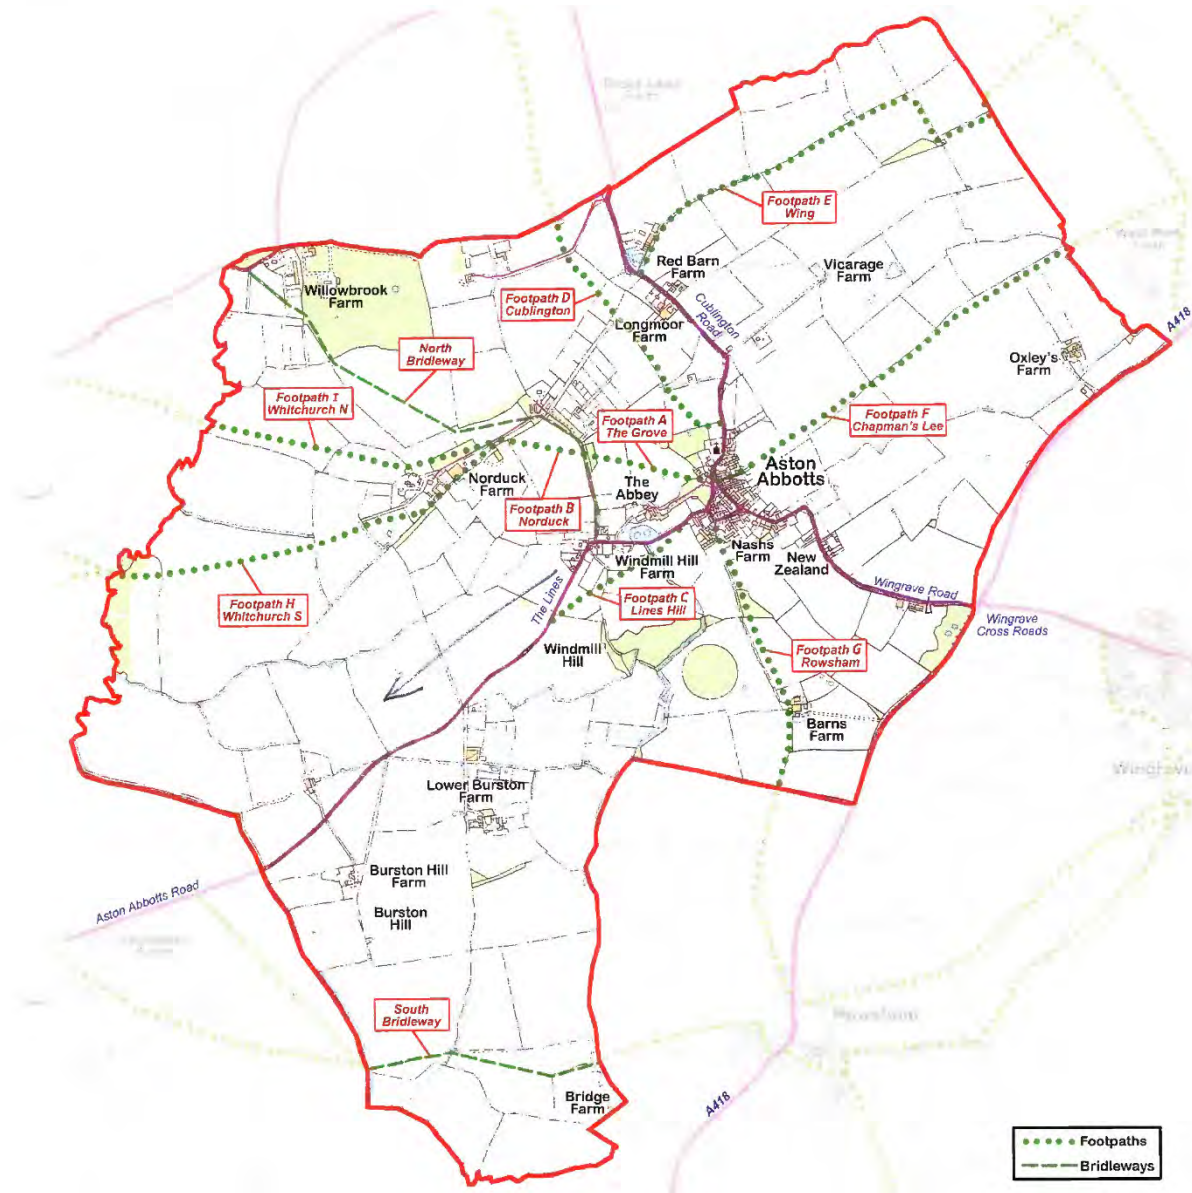 Footpath E
Wing
Red Barn
Farm
Vicarage
Farm
Willowbrook
Farm
Footpath D
Cublington
Cublington
Road
Longmoor
Farm
A418
North
Bridleway
Oxley's
Farm
Footpath I
Whitchurch N
Footpath A
The Grove
Footpath F
Chapman's Lee
Aston
Abbotts
Norduck
Farm
The
Abbey
Footpath B
Norduck
Nashs
Farm
New
Zealand
Windmill Hill
Farm
Wingrave Road
Wingrave
Cross Roads
The Lines
Footpath H
Whitchurch S
Footpath C
Lines Hill
Windmill
Hill
Footpath G
Rowsham
Barns
Farm
Wingrave
Lower Burston
Farm
Burston Hill
Farm
Aston Abbotts Road
Burston
Hill
South
Bridleway
Rowsham
Bridge
Farm
A418
Footpaths
Bridleways